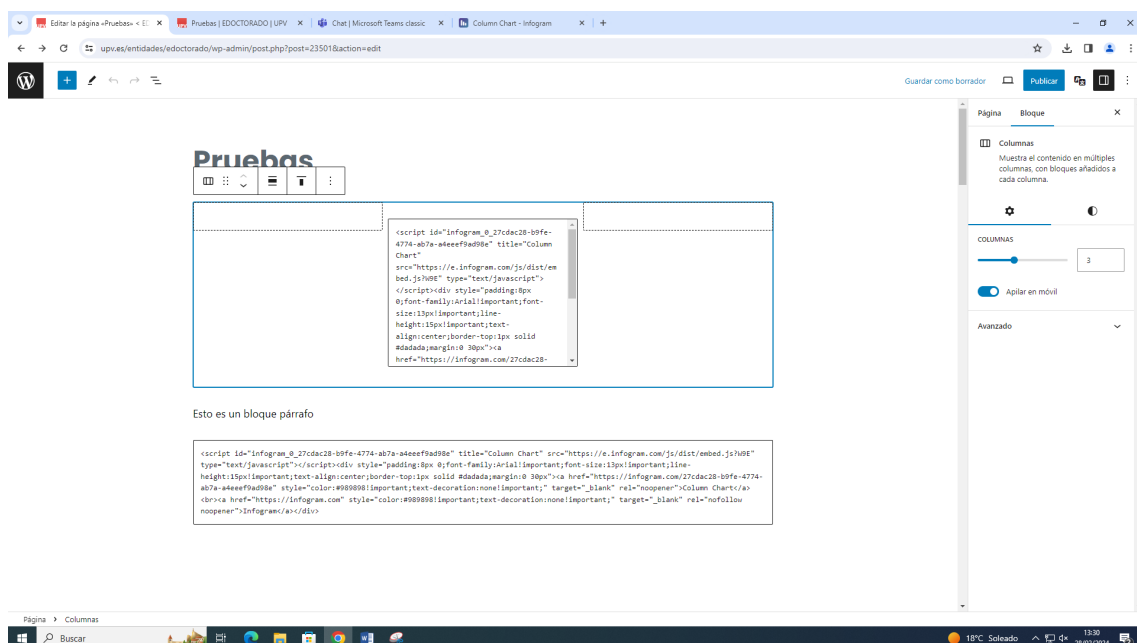 Editar la página «Pruebas» < E
Pruebas | EDOCTORADO | UPV
Chat | Microsoft Teams classic
Column Chart - Infogram
upv.es/entidades/edoctorado/wp-admin/post.php?post=23501&action=edit
Guardar como borrador
Publicar
Página
Bloque
Pruebas
Columnas
Muestra el contenido en múltiples
columnas, con bloques añadidos a
cada columna.
COLUMNAS
3
Apilar en móvil
Avanzado
<script id="infogram_0_27cdac28-b9fe-
4774-ab7a-a4eeef9ad98e" title="Column
Chart"
src="https://e.infogram.com/js/dist/em
bed.js?W9E" type="text/javascript">
</script><div style="padding:8px
0;font-family:Arial!important;font-
size:13px!important;line-
height:15px!important;text-
align:center;border-top:1px solid
#dadada;margin:0 30px"><a
href="https://infogram.com/27cdac28-
Esto es un bloque párrafo
<script id="infogram_0_27cdac28-b9fe-4774-ab7a-a4eeef9ad98e" title="Column Chart" src="https://e.infogram.com/js/dist/embed.js?W9E"
type="text/javascript"></script><div style="padding:8px 0;font-family:Arial!important;font-size:13px!important;line-
height:15px!important;text-align:center;border-top:1px solid #dadada;margin:0 30px"><a href="https://infogram.com/27cdac28-b9fe-4774-
ab7a-a4eeef9ad98e" style="color:#989898!important;text-decoration:none!important;" target="_blank" rel="noopener">Column Chart</a>
<br><a href="https://infogram.com" style="color:#989898!important;text-decoration:none!important;" target="_blank" rel="nofollow
noopener">Infogram</a></div>
Página > Columnas
Buscar
18°C Soleado
13:30
28/02/2024